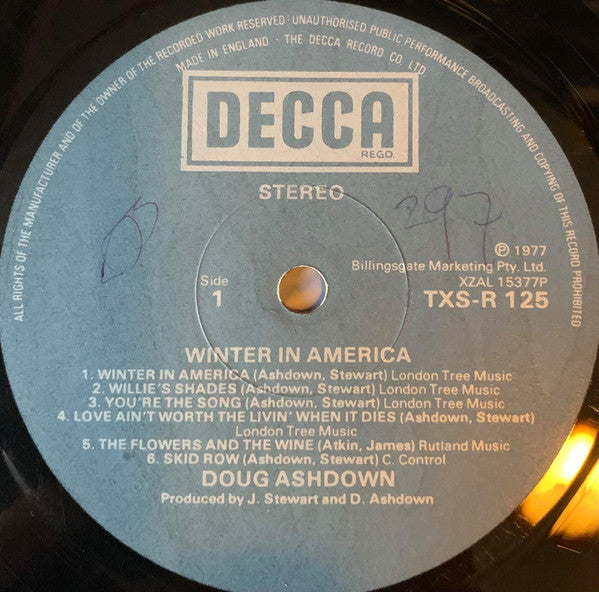 ALL RIGHTS OF THE MANUFACTURER AND OF THE OWNER OF THE RECORDED WORK RESERVED · UNAUTHORISED PUBLIC PERFORMANCE BROADCASTING AND COPYING OF THIS RECORD PROHIBITED
MADE IN ENGLAND · THE DECCA RECORD CO. LTD
DECCA
REGD.
STEREO
297
Ⓟ 1977
Billingsgate Marketing Pty. Ltd.
XZAL 15377P
Side
1
TXS-R 125
WINTER IN AMERICA
1. WINTER IN AMERICA (Ashdown, Stewart) London Tree Music
2. WILLIE'S SHADES (Ashdown, Stewart) London Tree Music
3. YOU'RE THE SONG (Ashdown, Stewart) London Tree Music
4. LOVE AIN'T WORTH THE LIVIN' WHEN IT DIES (Ashdown, Stewart)
London Tree Music
5. THE FLOWERS AND THE WINE (Atkin, James) Rutland Music
6. SKID ROW (Ashdown, Stewart) C. Control
DOUG ASHDOWN
Produced by J. Stewart and D. Ashdown